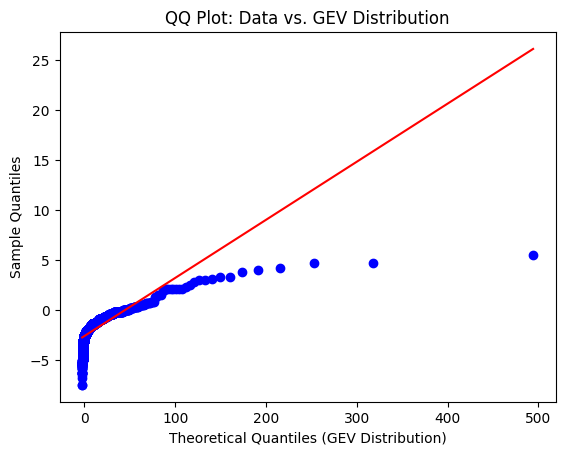 QQ Plot: Data vs. GEV Distribution
25
20
15
10
5
0
−5
Sample Quantiles
0 100 200 300 400 500
Theoretical Quantiles (GEV Distribution)